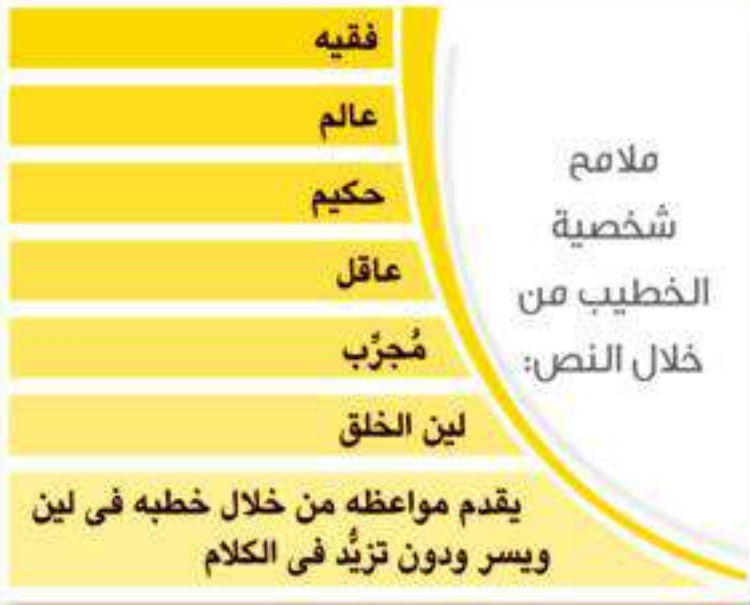 ملامح
شخصية
الخطيب من
خلال النص:
فقيه
عالم
حكيم
عاقل
مُجرَّب
لين الخلق
يقدم مواعظه من خلال خطبه فى لين
ويسر ودون تزيُّد فى الكلام